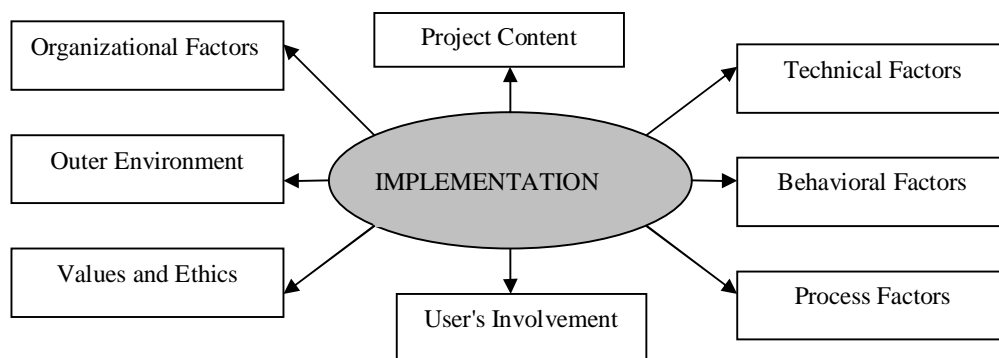 Organizational Factors
Project Content
Technical Factors
Outer Environment
IMPLEMENTATION
Behavioral Factors
Values and Ethics
User's Involvement
Process Factors